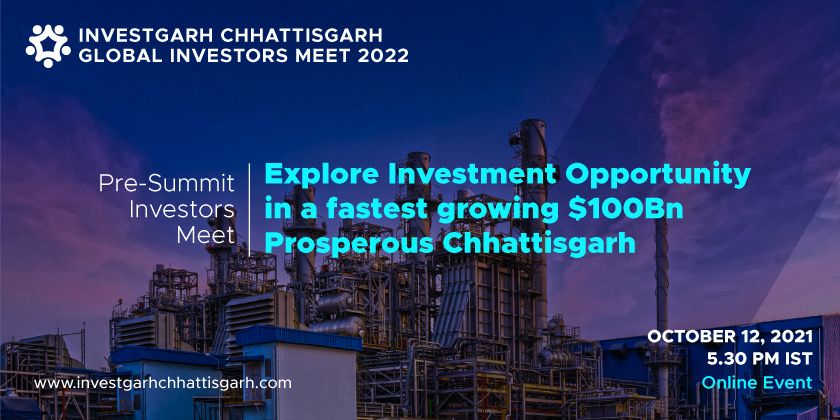 INVESTGARH CHHATTISGARH
GLOBAL INVESTORS MEET 2022
Pre-Summit
Investors
Meet
Explore Investment Opportunity
in a fastest growing $100Bn
Prosperous Chhattisgarh
OCTOBER 12, 2021
5.30 PM IST
Online Event
www.investgarhchhattisgarh.com